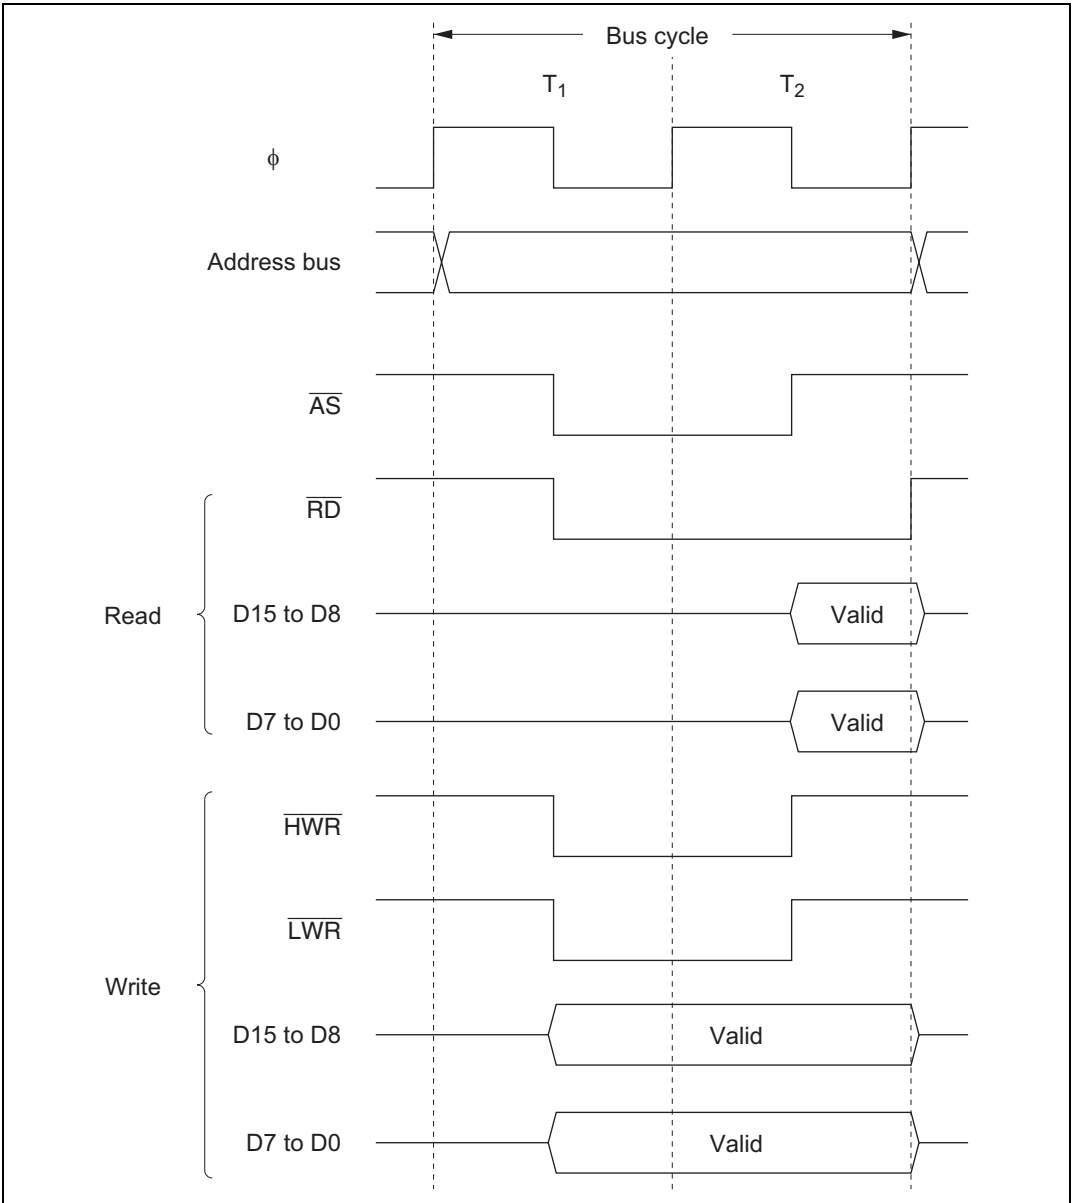 Bus cycle
T1 T2
ϕ
Address bus
AS
RD
Read
D15 to D8 Valid
D7 to D0 Valid
HWR
LWR
Write
D15 to D8 Valid
D7 to D0 Valid